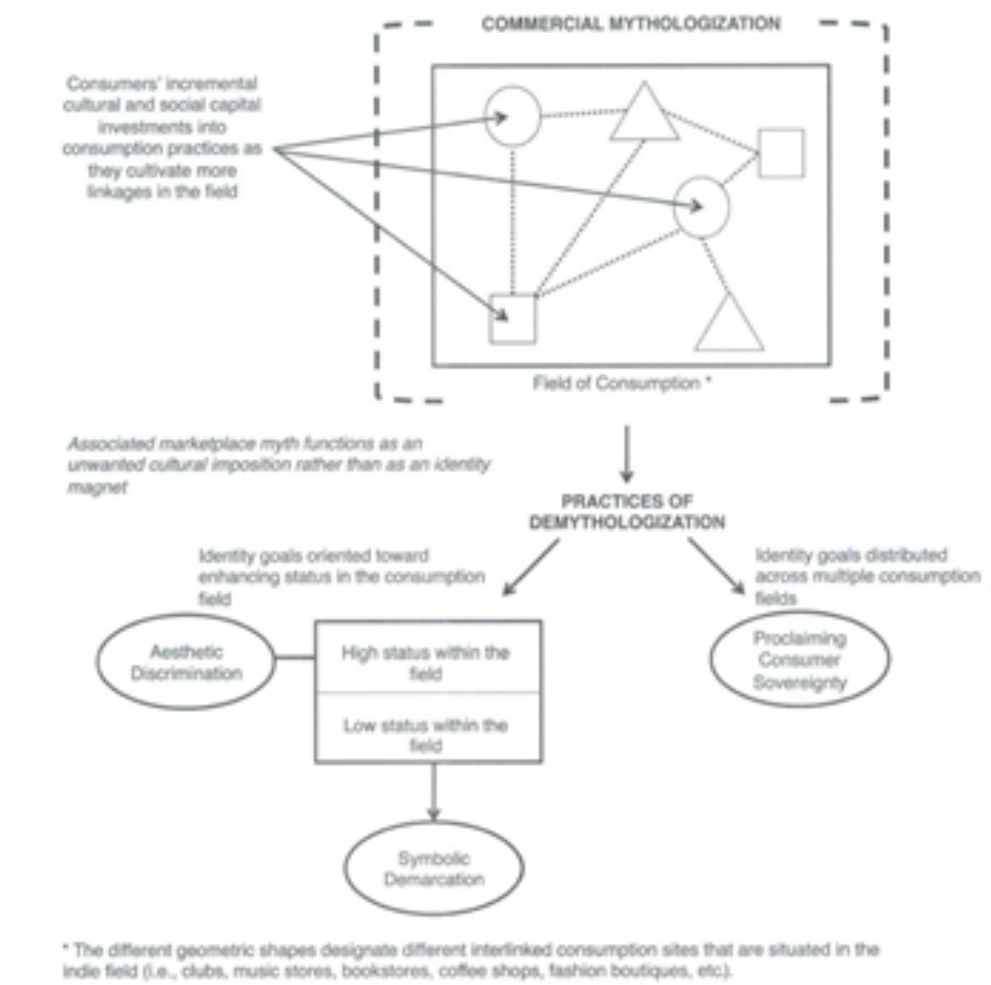 COMMERCIAL MYTHOLOGIZATION
Consumers' incremental
cultural and social capital
investments into
consumption practices as
they cultivate more
linkages in the field
Field of Consumption *
Associated marketplace myth functions as an
unwanted cultural imposition rather than as an identity
magnet
PRACTICES OF
DEMYTHOLOGIZATION
Identity goals oriented toward
enhancing status in the consumption
field
Identity goals distributed
across multiple consumption
fields
Aesthetic
Discrimination
High status within the
field
Low status within the
field
Proclaiming
Consumer
Sovereignty
Symbolic
Demarcation
* The different geometric shapes designate different interlinked consumption sites that are situated in the
indie field (i.e., clubs, music stores, bookstores, coffee shops, fashion boutiques, etc.).